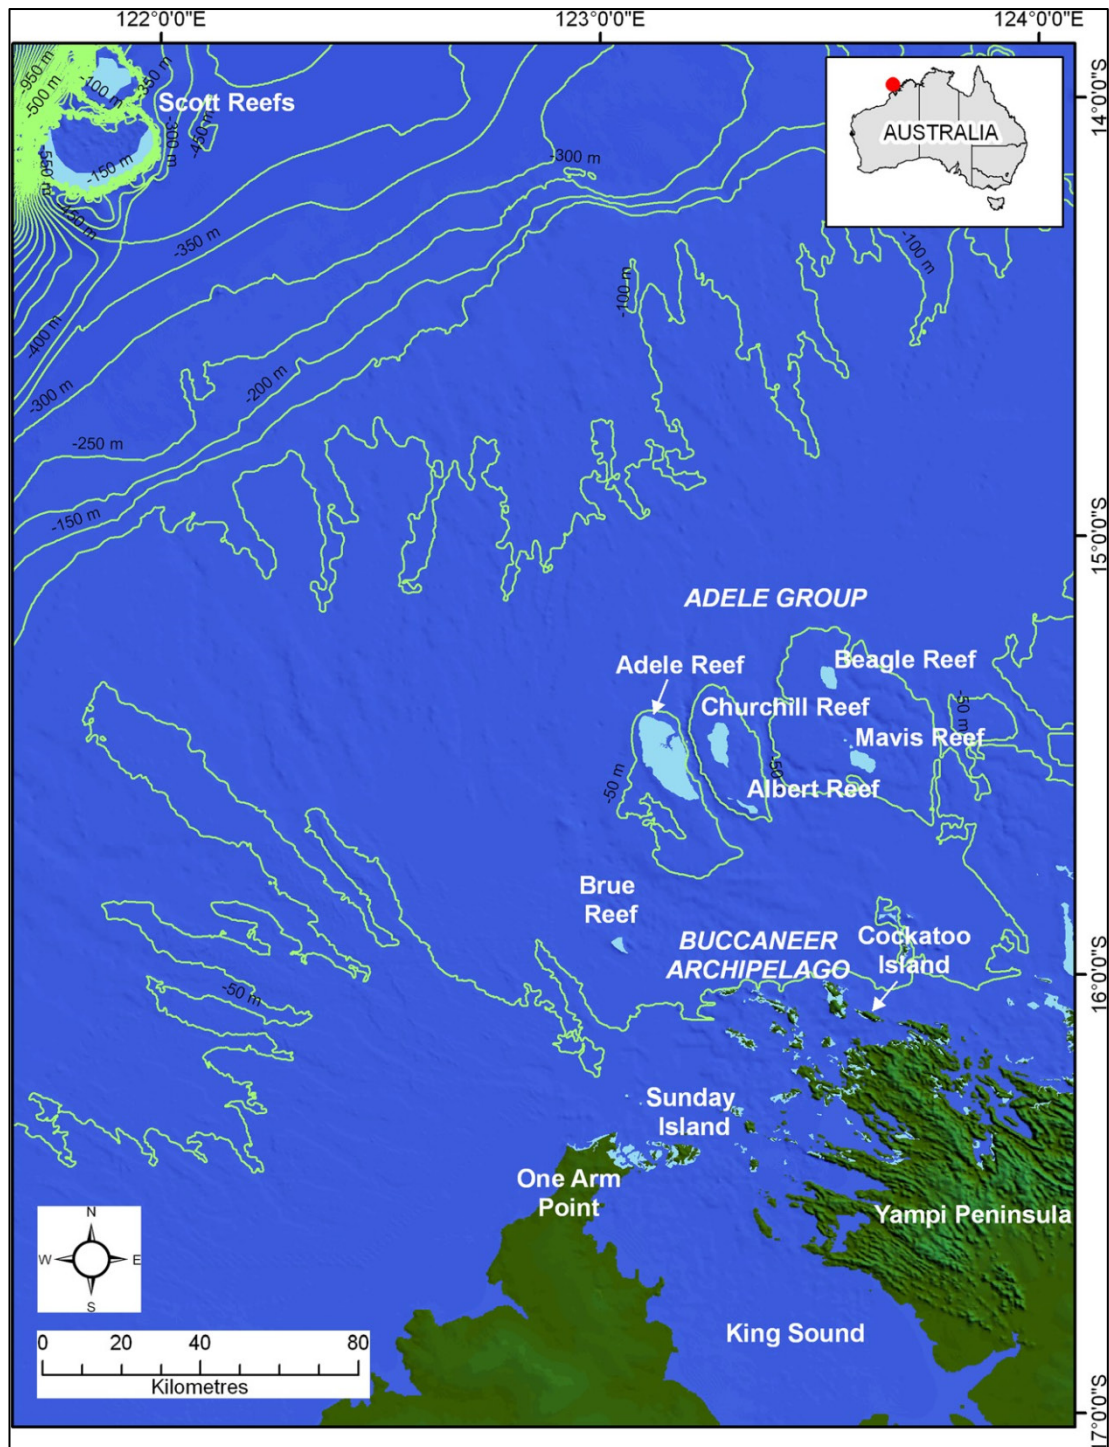 122°0'0"E
123°0'0"E
124°0'0"E
-950 m
-500 m
-100 m
-350 m
Scott Reefs
-300 m
-450 m
-150 m
-550 m
-450 m
-350 m
-300 m
-400 m
-300 m
-200 m
-250 m
-150 m
-100 m
-100 m
AUSTRALIA
14°0'0"S
15°0'0"S
ADELE GROUP
Adele Reef
Beagle Reef
Churchill Reef
-50 m
Mavis Reef
-50 m
-50
Albert Reef
Brue
Reef
BUCCANEER
ARCHIPELAGO
Cockatoo
Island
16°0'0"S
-50 m
Sunday
Island
One Arm
Point
Yampi Peninsula
N
W
E
S
King Sound
0 20 40 80
Kilometres
17°0'0"S